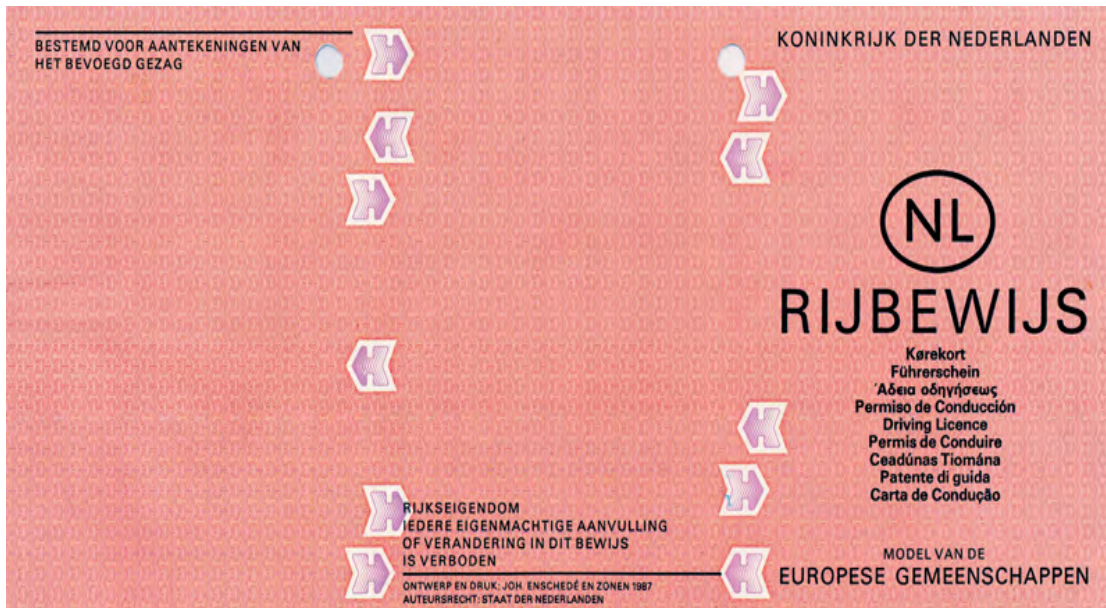 BESTEMD VOOR AANTEKENINGEN VAN
HET BEVOEGD GEZAG
RIJKSEIGENDOM
IEDERE EIGENMACHTIGE AANVULLING
OF VERANDERING IN DIT BEWIJS
IS VERBODEN
ONTWERP EN DRUK: JOH. ENSCHEDÉ EN ZONEN 1987
AUTEURSRECHT: STAAT DER NEDERLANDEN
KONINKRIJK DER NEDERLANDEN
NL
RIJBEWIJS
Kørekort
Führerschein
Άδεια οδηγήσεως
Permiso de Conducción
Driving Licence
Permis de Conduire
Ceadúnas Tiomána
Patente di guida
Carta de Condução
MODEL VAN DE
EUROPESE GEMEENSCHAPPEN